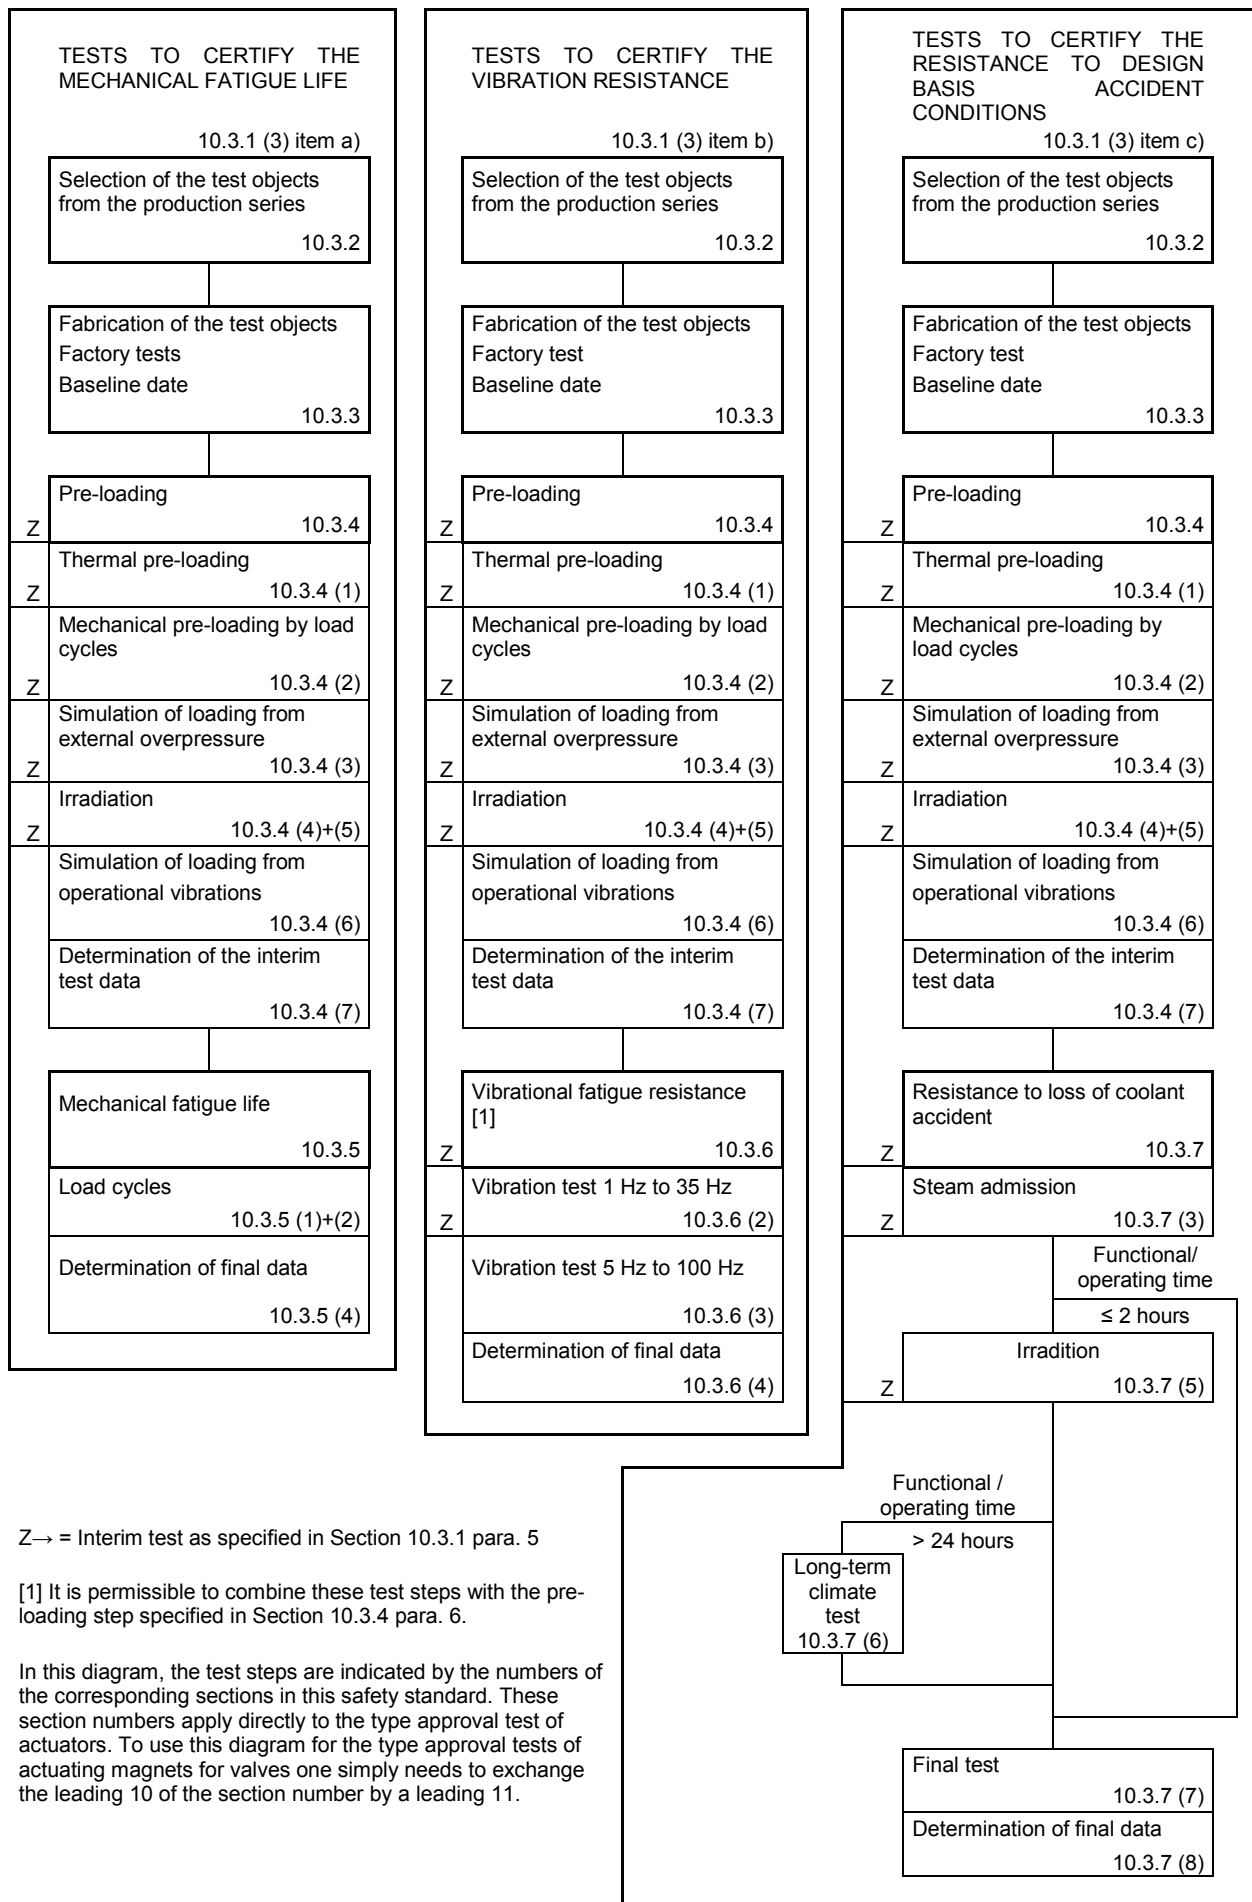 TESTS TO CERTIFY THE
MECHANICAL FATIGUE LIFE
10.3.1 (3) item a)
Selection of the test objects
from the production series
10.3.2
Fabrication of the test objects
Factory tests
Baseline date
10.3.3
Pre-loading
Z
10.3.4
Thermal pre-loading
Z
10.3.4 (1)
Mechanical pre-loading by load
cycles
Z
10.3.4 (2)
Simulation of loading from
external overpressure
Z
10.3.4 (3)
Irradiation
Z
10.3.4 (4)+(5)
Simulation of loading from
operational vibrations
10.3.4 (6)
Determination of the interim
test data
10.3.4 (7)
Mechanical fatigue life
10.3.5
Load cycles
10.3.5 (1)+(2)
Determination of final data
10.3.5 (4)
TESTS TO CERTIFY THE
VIBRATION RESISTANCE
10.3.1 (3) item b)
Selection of the test objects
from the production series
10.3.2
Fabrication of the test objects
Factory test
Baseline date
10.3.3
Pre-loading
Z
10.3.4
Thermal pre-loading
Z
10.3.4 (1)
Mechanical pre-loading by load
cycles
Z
10.3.4 (2)
Simulation of loading from
external overpressure
Z
10.3.4 (3)
Irradiation
Z
10.3.4 (4)+(5)
Simulation of loading from
operational vibrations
10.3.4 (6)
Determination of the interim
test data
10.3.4 (7)
Vibrational fatigue resistance
[1]
Z
10.3.6
Vibration test 1 Hz to 35 Hz
Z
10.3.6 (2)
Vibration test 5 Hz to 100 Hz
10.3.6 (3)
Determination of final data
10.3.6 (4)
TESTS TO CERTIFY THE
RESISTANCE TO DESIGN
BASIS ACCIDENT
CONDITIONS
10.3.1 (3) item c)
Selection of the test objects
from the production series
10.3.2
Fabrication of the test objects
Factory test
Baseline date
10.3.3
Pre-loading
Z
10.3.4
Thermal pre-loading
Z
10.3.4 (1)
Mechanical pre-loading by
load cycles
Z
10.3.4 (2)
Simulation of loading from
external overpressure
Z
10.3.4 (3)
Irradiation
Z
10.3.4 (4)+(5)
Simulation of loading from
operational vibrations
10.3.4 (6)
Determination of the interim
test data
10.3.4 (7)
Resistance to loss of coolant
accident
Z
10.3.7
Steam admission
Z
10.3.7 (3)
Functional/
operating time
≤ 2 hours
Irradition
Z
10.3.7 (5)
Functional /
operating time
> 24 hours
Long-term
climate
test
10.3.7 (6)
Final test
10.3.7 (7)
Determination of final data
10.3.7 (8)
Z→ = Interim test as specified in Section 10.3.1 para. 5
[1] It is permissible to combine these test steps with the pre-
loading step specified in Section 10.3.4 para. 6.
In this diagram, the test steps are indicated by the numbers of
the corresponding sections in this safety standard. These
section numbers apply directly to the type approval test of
actuators. To use this diagram for the type approval tests of
actuating magnets for valves one simply needs to exchange
the leading 10 of the section number by a leading 11.